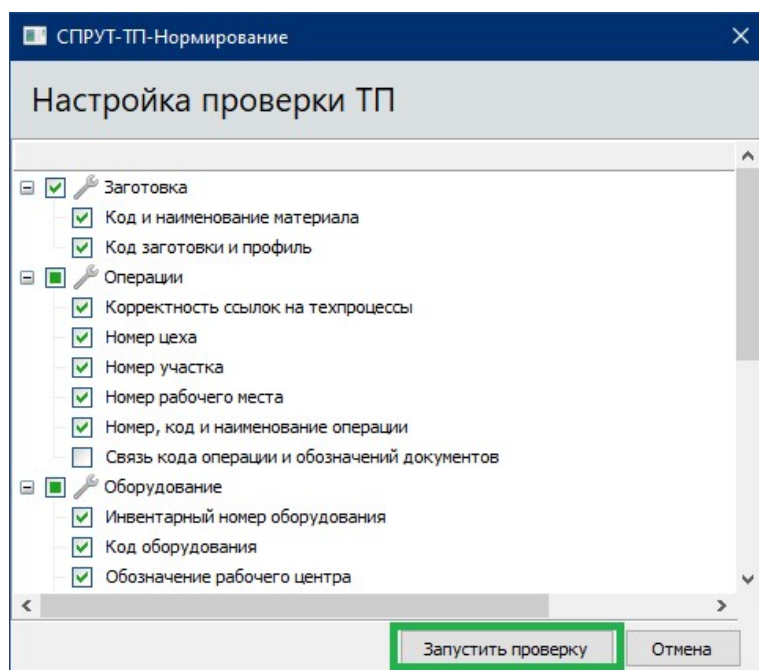 СПРУТ-ТП-Нормирование
Настройка проверки ТП
Заготовка
Код и наименование материала
Код заготовки и профиль
Операции
Корректность ссылок на техпроцессы
Номер цеха
Номер участка
Номер рабочего места
Номер, код и наименование операции
Связь кода операции и обозначений документов
Оборудование
Инвентарный номер оборудования
Код оборудования
Обозначение рабочего центра
Запустить проверку Отмена